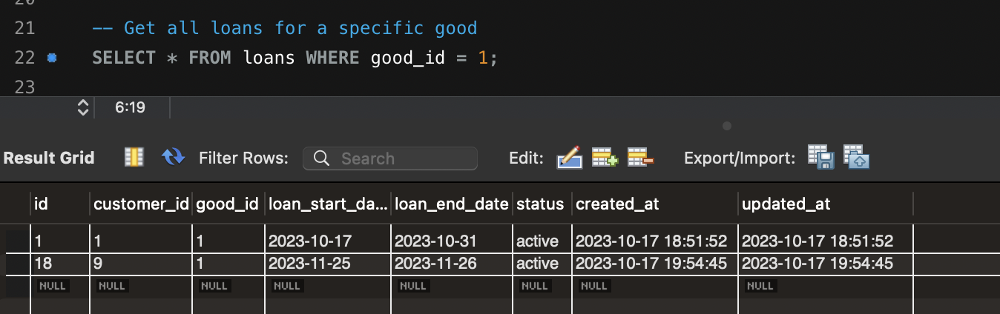 20
21 -- Get all loans for a specific good
22 SELECT * FROM loans WHERE good_id = 1;
23
6:19
Result Grid Filter Rows: Search Edit: Export/Import:
id customer_id good_id loan_start_da... loan_end_date status created_at updated_at
1 1 1 2023-10-17 2023-10-31 active 2023-10-17 18:51:52 2023-10-17 18:51:52
18 9 1 2023-11-25 2023-11-26 active 2023-10-17 19:54:45 2023-10-17 19:54:45
NULL NULL NULL NULL NULL NULL NULL NULL